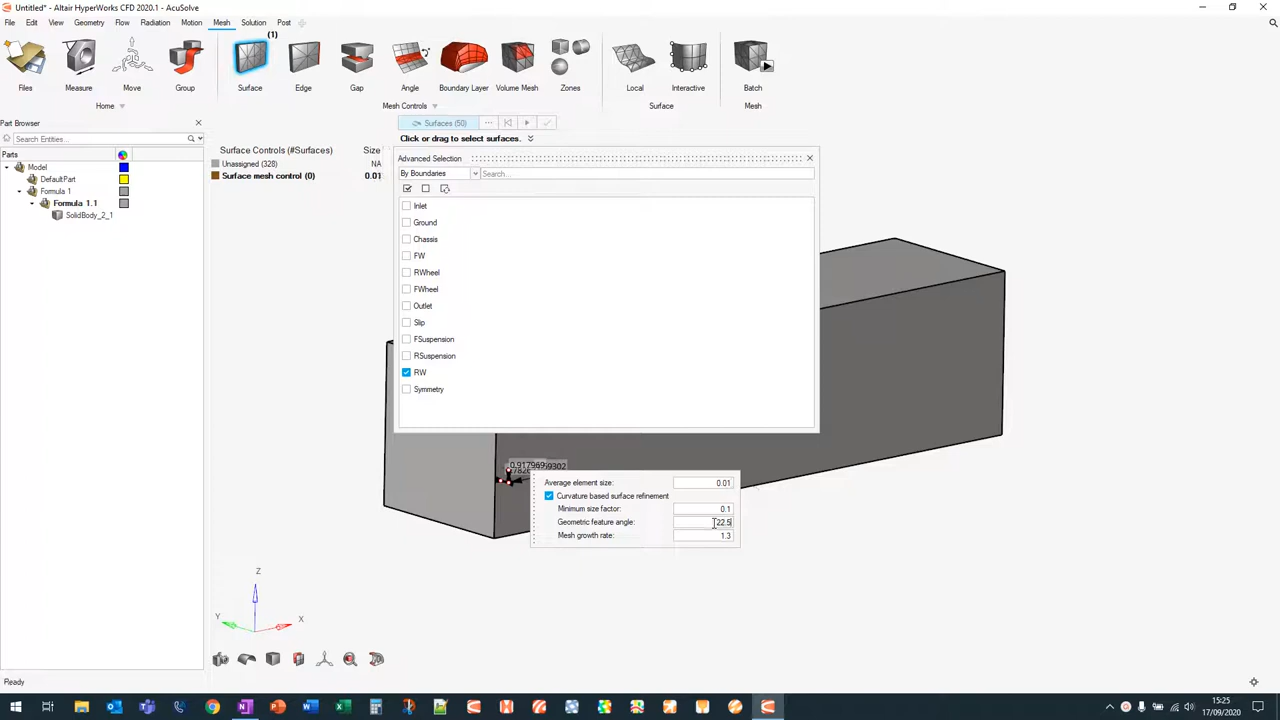 Untitled* - Altair HyperWorks CFD 2020.1 - AcuSolve
File Edit View Geometry Flow Radiation Motion Mesh Solution Post
(1)
Files Measure Move Group Surface Edge Gap Angle Boundary Layer Volume Mesh Zones Local Interactive Batch
Home Mesh Controls Surface Mesh
Part Browser
Surfaces (50)
Search Entities...
Click or drag to select surfaces.
Parts
Surface Controls (#Surfaces) Size
Advanced Selection
Unassigned (328) NA
Model
By Boundaries Search...
Surface mesh control (0) 0.01
DefaultPart
Formula 1
Formula 1.1
SolidBody_2_1
Inlet
Ground
Chassis
FW
RWheel
FWheel
Outlet
Slip
FSuspension
RSuspension
RW
Symmetry
0.917969
Average element size: 0.01
Curvature based surface refinement
Minimum size factor: 0.1
Geometric feature angle: 22.5
Mesh growth rate: 1.3
Z
Y X
Ready
15:25
17/09/2020